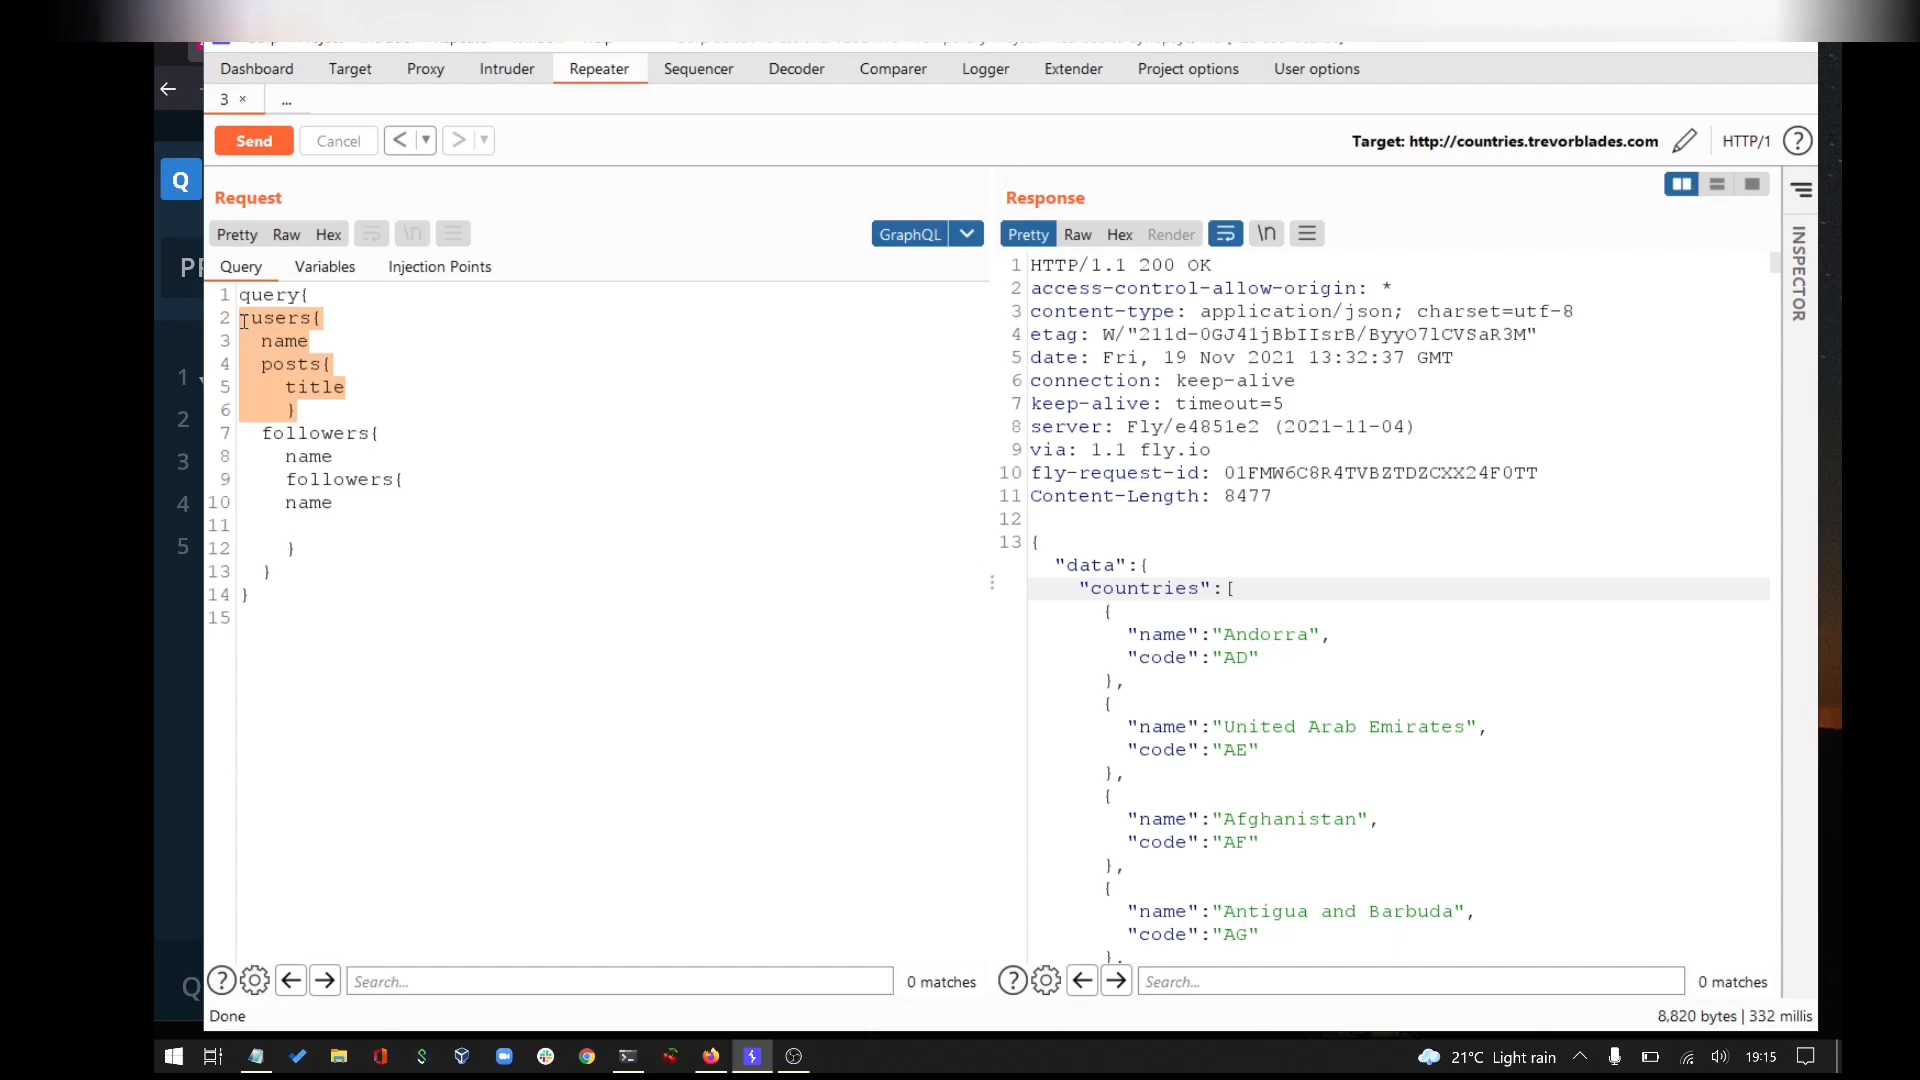 Dashboard Target Proxy Intruder Repeater Sequencer Decoder Comparer Logger Extender Project options User options
3 × ...
Send Cancel < > Target: http://countries.trevorblades.com HTTP/1 ?
Q
Request
Pretty Raw Hex \n GraphQL
Query Variables Injection Points
1 query{
2 users{
3 name
4 posts{
5 title
6 }
7 followers{
8 name
9 followers{
10 name
11
12 }
13 }
14 }
15
Response
Pretty Raw Hex Render \n
1 HTTP/1.1 200 OK
2 access-control-allow-origin: *
3 content-type: application/json; charset=utf-8
4 etag: W/"211d-0GJ41jBbIIsrB/ByyO7lCVSaR3M"
5 date: Fri, 19 Nov 2021 13:32:37 GMT
6 connection: keep-alive
7 keep-alive: timeout=5
8 server: Fly/e4851e2 (2021-11-04)
9 via: 1.1 fly.io
10 fly-request-id: 01FMW6C8R4TVBZTDZCXX24F0TT
11 Content-Length: 8477
12
13 {
"data":{
"countries":[
{
"name":"Andorra",
"code":"AD"
},
{
"name":"United Arab Emirates",
"code":"AE"
},
{
"name":"Afghanistan",
"code":"AF"
},
{
"name":"Antigua and Barbuda",
"code":"AG"
},
INSPECTOR
1
2
3
4
5
? Search... 0 matches
? Search... 0 matches
Done
8,820 bytes | 332 millis
21°C Light rain 19:15